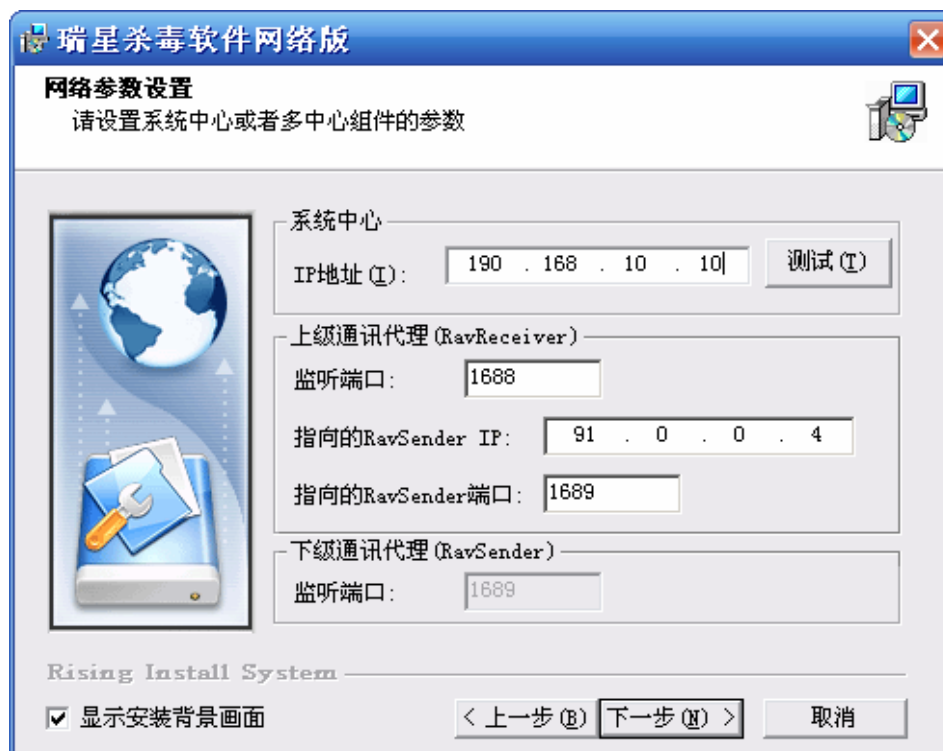 瑞星杀毒软件网络版
网络参数设置
请设置系统中心或者多中心组件的参数
系统中心
IP地址(I): 190 . 168 . 10 . 10 测试(T)
上级通讯代理(RavReceiver)
监听端口: 1688
指向的RavSender IP: 91 . 0 . 0 . 4
指向的RavSender端口: 1689
下级通讯代理(RavSender)
监听端口: 1689
Rising Install System
显示安装背景画面 < 上一步(B) 下一步(N) > 取消